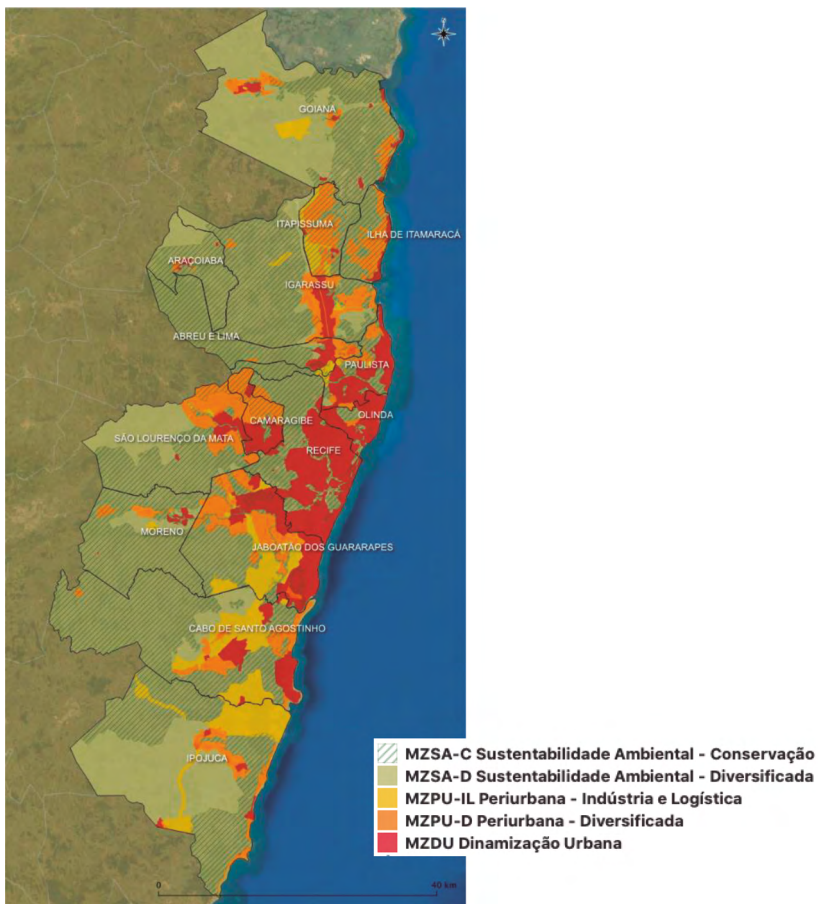 GOIANA
ITAPISSUMA
ILHA DE ITAMARACÁ
ARAÇOIABA
IGARASSU
ABREU E LIMA
PAULISTA
OLINDA
CAMARAGIBE
SÃO LOURENÇO DA MATA
RECIFE
MORENO
JABOATÃO DOS GUARARAPES
CABO DE SANTO AGOSTINHO
IPOJUCA
MZSA-C Sustentabilidade Ambiental - Conservação
MZSA-D Sustentabilidade Ambiental - Diversificada
MZPU-IL Periurbana - Indústria e Logística
MZPU-D Periurbana - Diversificada
MZDU Dinamização Urbana
0 40 km